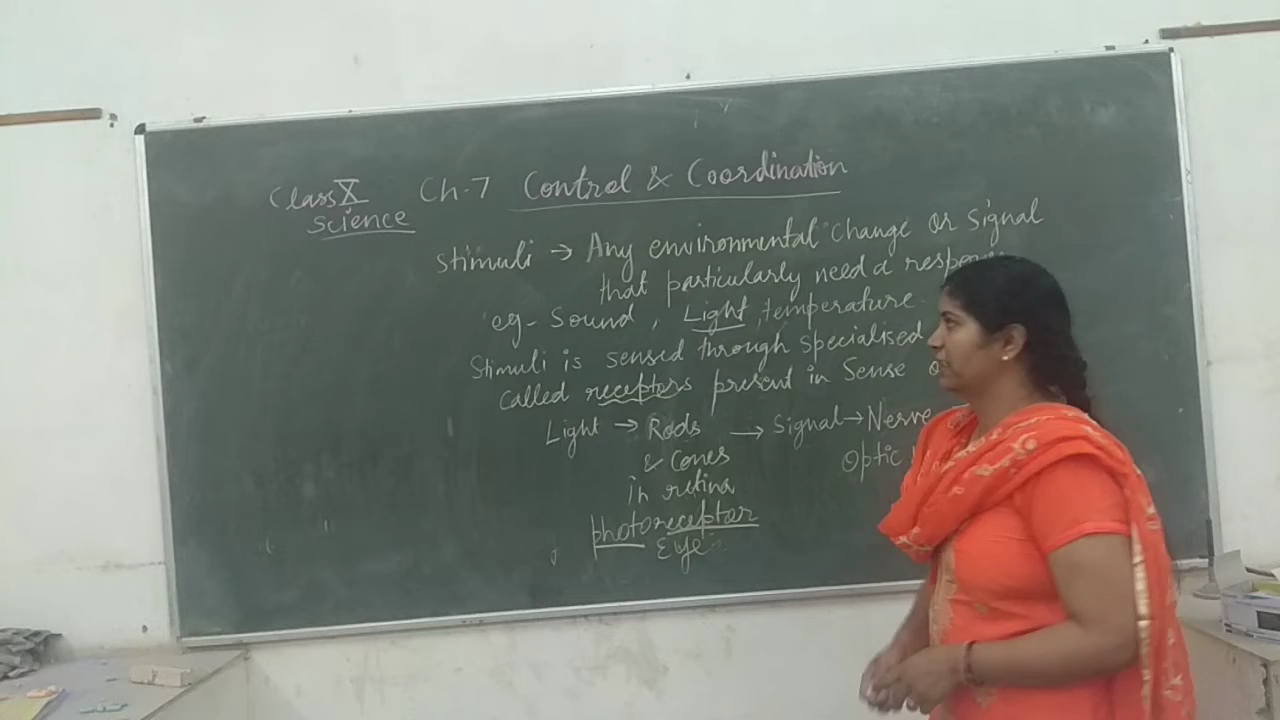 Class X Ch-7 Control & Coordination
Science
Stimuli → Any environmental change or signal
that particularly need a
eg- Sound, Light, temperature.
Stimuli is sensed through specialised
called receptors present in Sense
Light → Rods → Signal → Nerve
& Cones Optic
in retina
photoreceptor
Eye